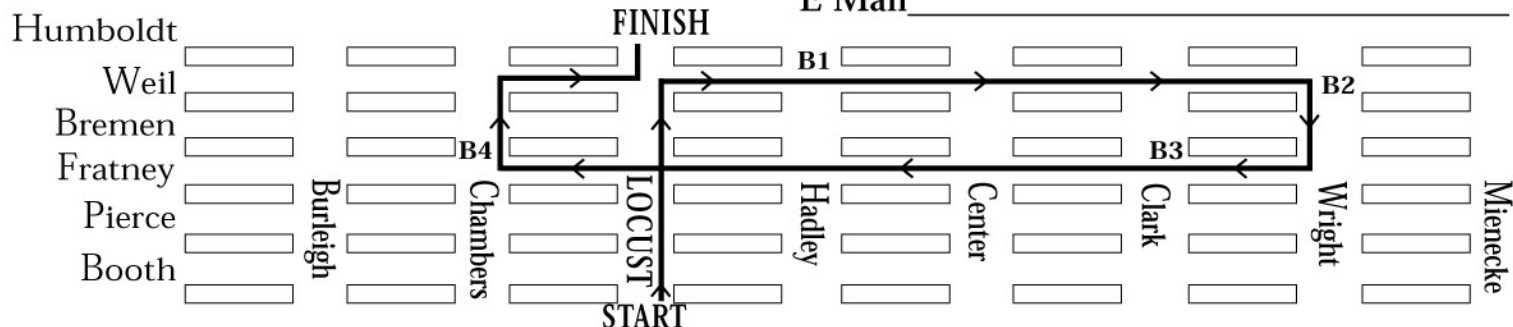 E Mail
FINISH
Humboldt
B1
Weil
B2
Bremen
B4
B3
Fratney
Burleigh
Chambers
LOCUST
Hadley
Center
Clark
Wright
Mienecke
Pierce
Booth
START